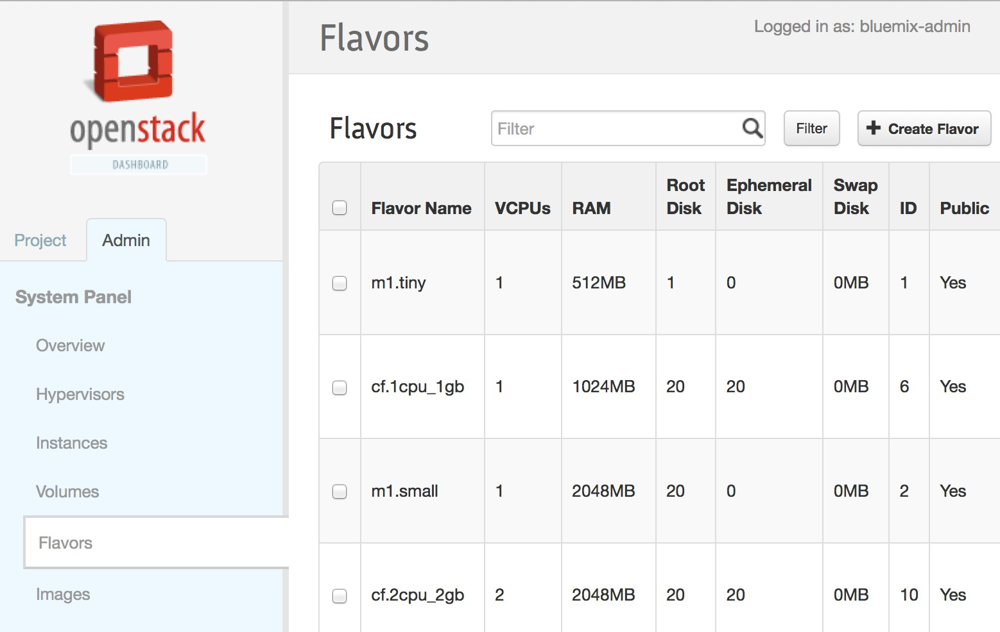 openstack
DASHBOARD
Project Admin
System Panel
Overview
Hypervisors
Instances
Volumes
Flavors
Images
Flavors
Logged in as: bluemix-admin
Flavors Filter Filter + Create Flavor
Flavor Name VCPUs RAM Root Disk Ephemeral Disk Swap Disk ID Public
m1.tiny 1 512MB 1 0 0MB 1 Yes
cf.1cpu_1gb 1 1024MB 20 20 0MB 6 Yes
m1.small 1 2048MB 20 0 0MB 2 Yes
cf.2cpu_2gb 2 2048MB 20 20 0MB 10 Yes